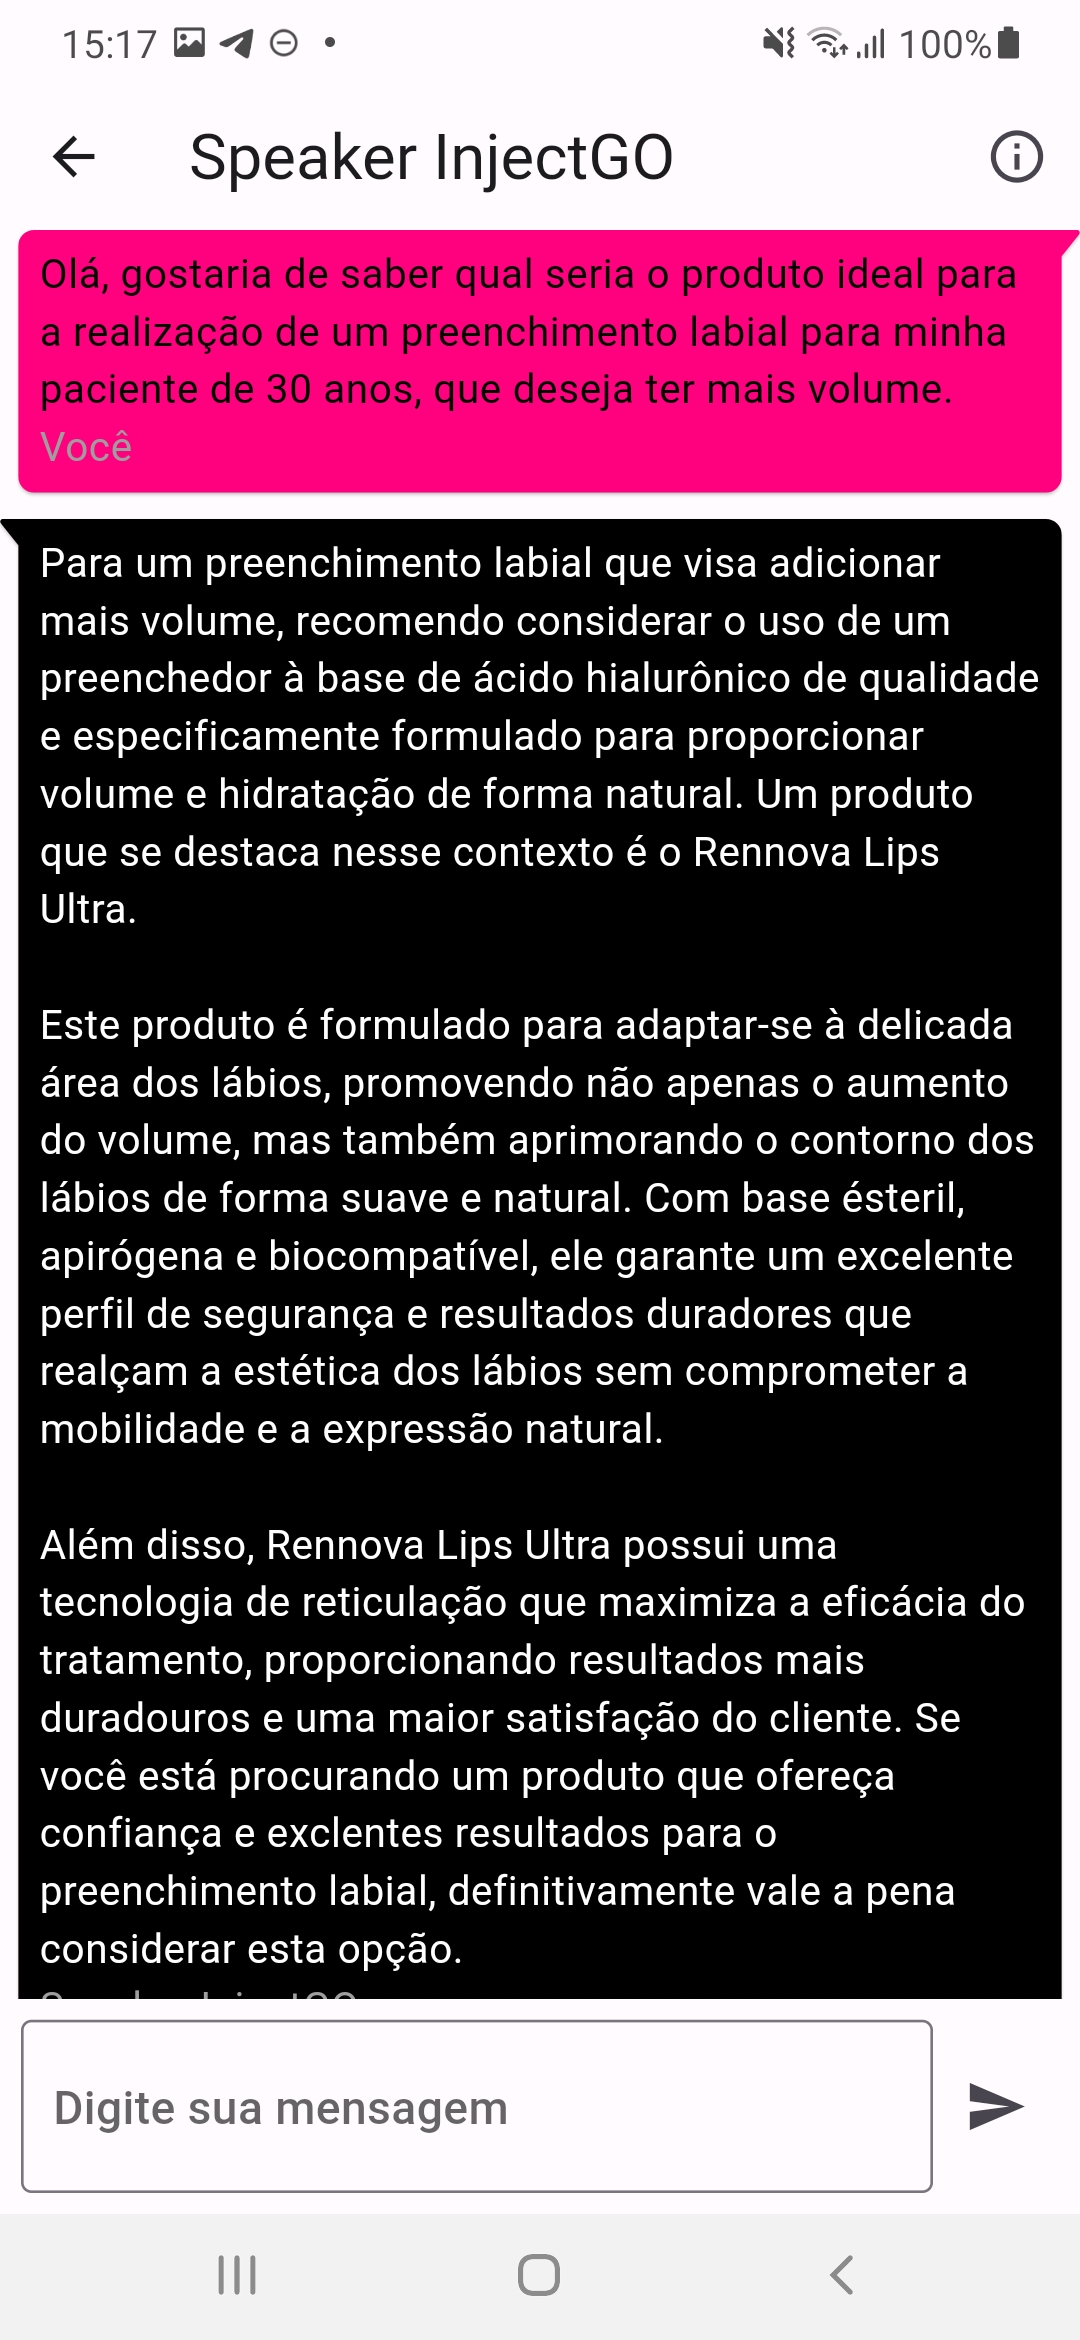 15:17
100%
Speaker InjectGO
Olá, gostaria de saber qual seria o produto ideal para
a realização de um preenchimento labial para minha
paciente de 30 anos, que deseja ter mais volume.
Você
Para um preenchimento labial que visa adicionar
mais volume, recomendo considerar o uso de um
preenchedor à base de ácido hialurônico de qualidade
e especificamente formulado para proporcionar
volume e hidratação de forma natural. Um produto
que se destaca nesse contexto é o Rennova Lips
Ultra.
Este produto é formulado para adaptar-se à delicada
área dos lábios, promovendo não apenas o aumento
do volume, mas também aprimorando o contorno dos
lábios de forma suave e natural. Com base ésteril,
apirógena e biocompatível, ele garante um excelente
perfil de segurança e resultados duradores que
realçam a estética dos lábios sem comprometer a
mobilidade e a expressão natural.
Além disso, Rennova Lips Ultra possui uma
tecnologia de reticulação que maximiza a eficácia do
tratamento, proporcionando resultados mais
duradouros e uma maior satisfação do cliente. Se
você está procurando um produto que ofereça
confiança e exclentes resultados para o
preenchimento labial, definitivamente vale a pena
considerar esta opção.
Digite sua mensagem